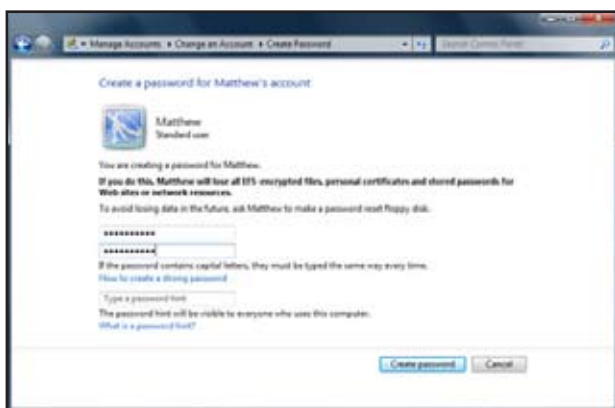 Manage Accounts Change an Account Create Password
Search Control Panel
Create a password for Matthew's account
Matthew
Standard user
You are creating a password for Matthew.
If you do this, Matthew will lose all EFS-encrypted files, personal certificates and stored passwords for
Web sites or network resources.
To avoid losing data in the future, ask Matthew to make a password reset floppy disk.
••••••••••
••••••••••
If the password contains capital letters, they must be typed the same way every time.
How to create a strong password
Type a password hint
The password hint will be visible to everyone who uses this computer.
What is a password hint?
Create password
Cancel